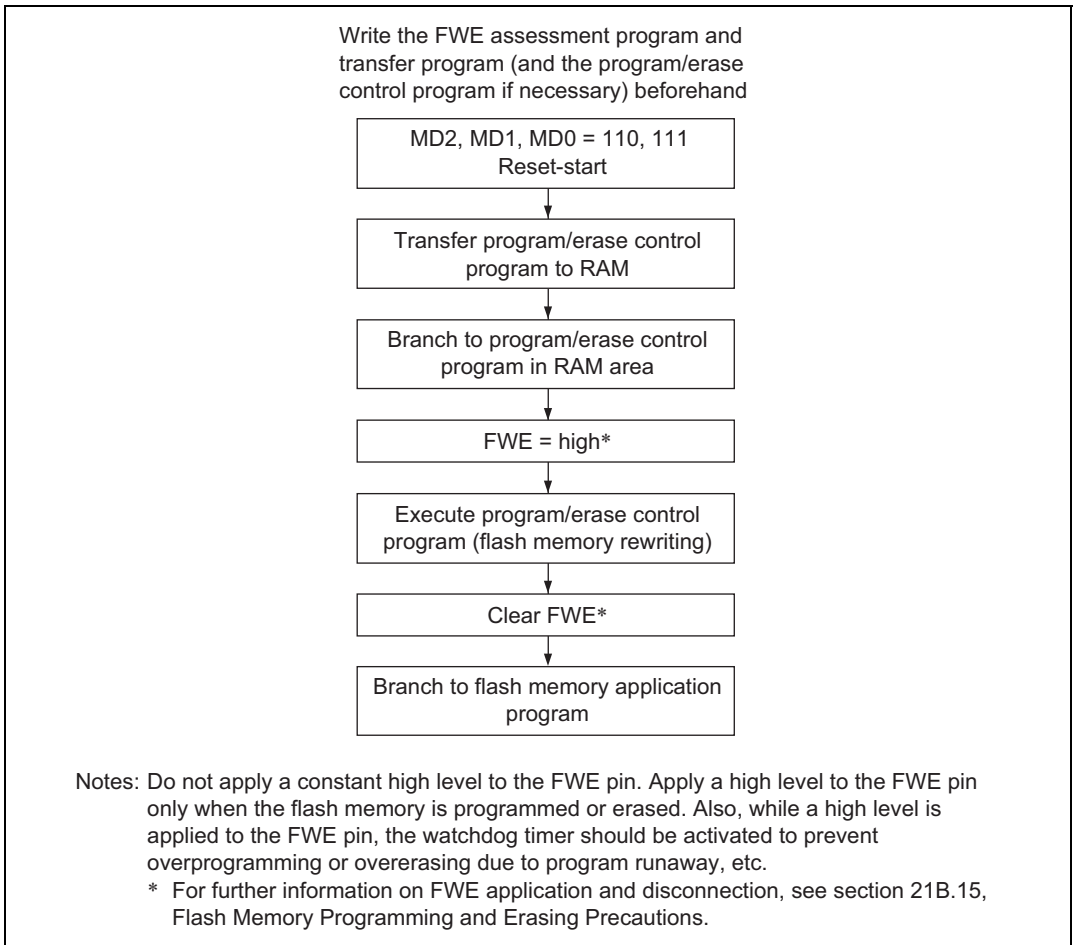 Write the FWE assessment program and
transfer program (and the program/erase
control program if necessary) beforehand
MD2, MD1, MD0 = 110, 111
Reset-start
Transfer program/erase control
program to RAM
Branch to program/erase control
program in RAM area
FWE = high*
Execute program/erase control
program (flash memory rewriting)
Clear FWE*
Branch to flash memory application
program
Notes: Do not apply a constant high level to the FWE pin. Apply a high level to the FWE pin
only when the flash memory is programmed or erased. Also, while a high level is
applied to the FWE pin, the watchdog timer should be activated to prevent
overprogramming or overerasing due to program runaway, etc.
* For further information on FWE application and disconnection, see section 21B.15,
Flash Memory Programming and Erasing Precautions.